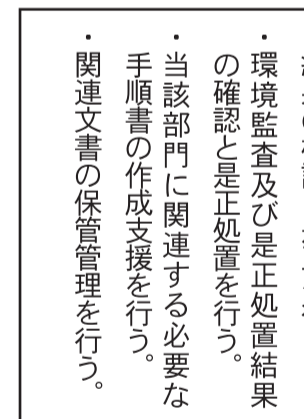 ・環境監査及び是正処置結果
の確認と是正処置を行う。
・当該部門に関連する必要な
手順書の作成支援を行う。
・関連文書の保管管理を行う。